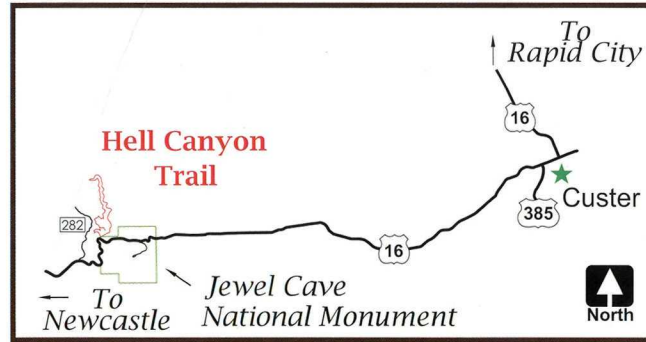 To
Rapid City
16
Hell Canyon
Trail
282
Custer
385
16
Jewel Cave
National Monument
To
Newcastle
North